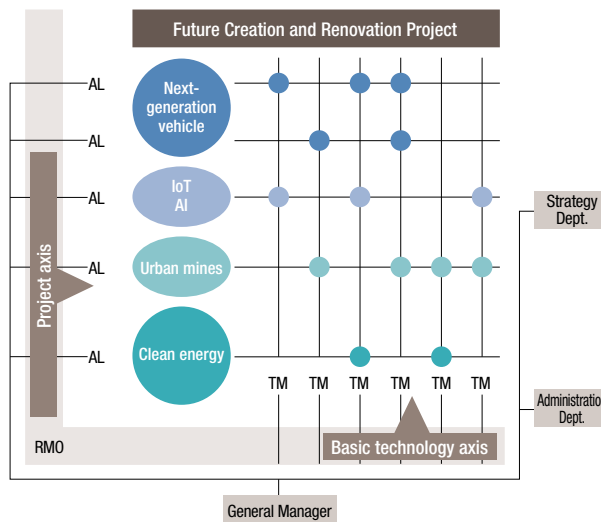 Future Creation and Renovation Project
AL
Next-
generation
vehicle
AL
AL
IoT
AI
Strategy
Dept.
AL
Urban mines
Project axis
AL
Clean energy
TM TM TM TM TM TM
Administratio
Dept.
RMO
Basic technology axis
General Manager